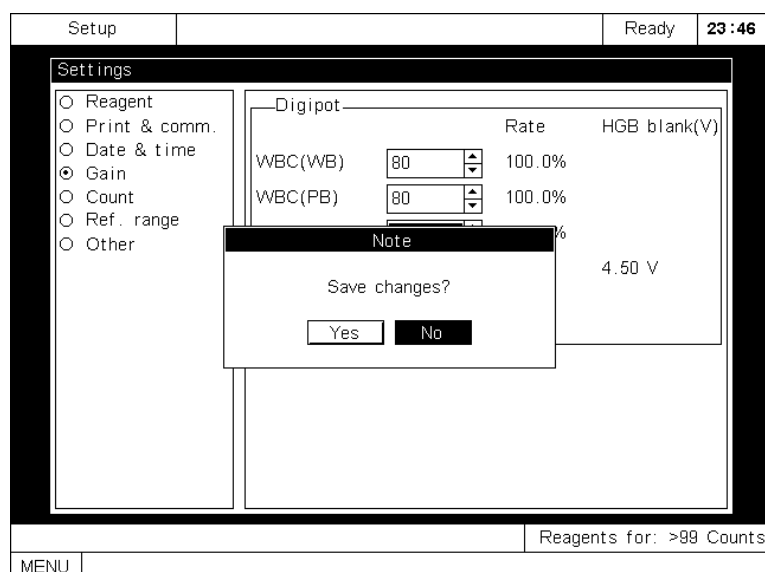 Setup Ready 23:46
Settings
Reagent
Print & comm.
Date & time
Gain
Count
Ref. range
Other
Digipot
Rate HGB blank(V)
WBC(WB) 80 100.0%
WBC(PB) 80 100.0%
%
4.50 V
Note
Save changes?
Yes No
Reagents for: >99 Counts
MENU